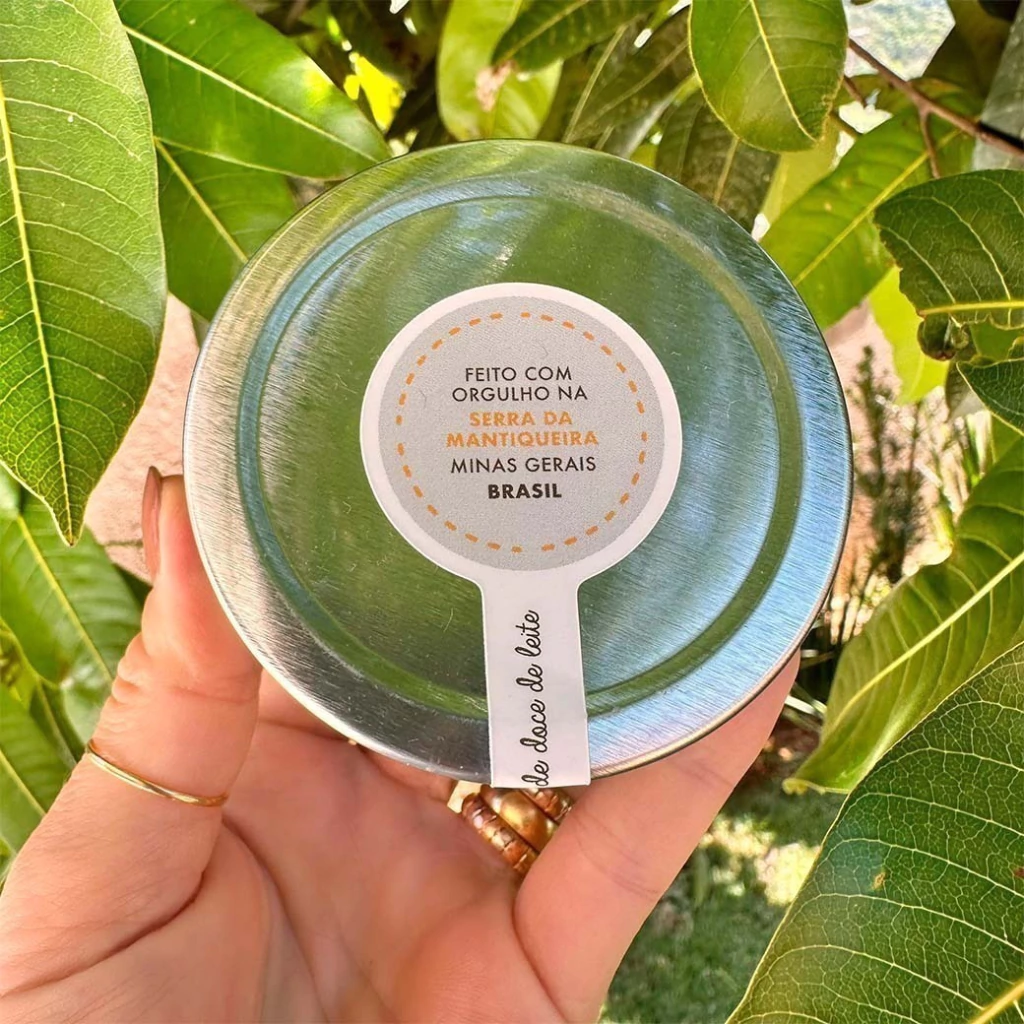 FEITO COM
ORGULHO NA
SERRA DA
MANTIQUEIRA
MINAS GERAIS
BRASIL
de doce de leite